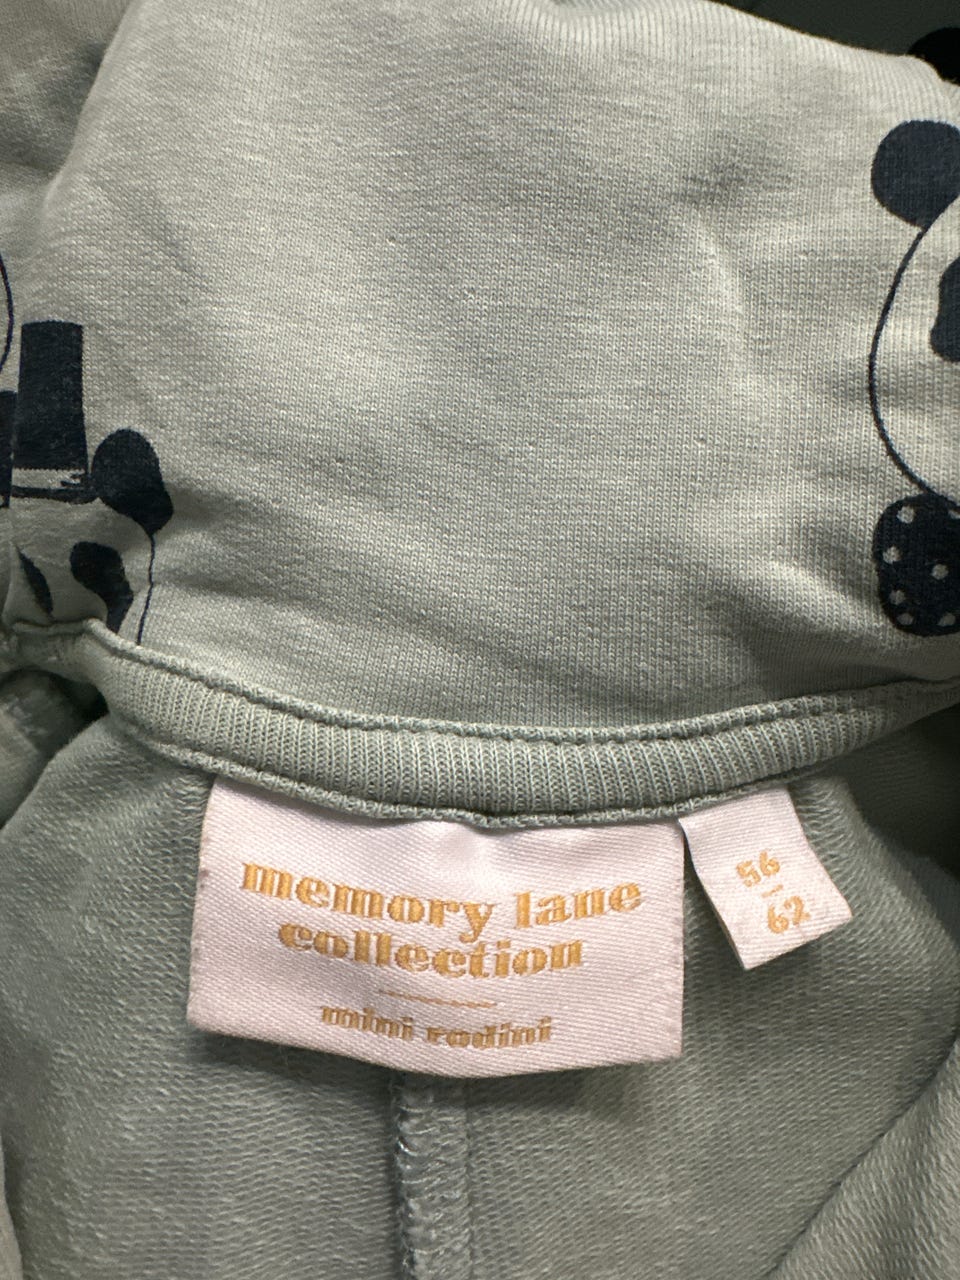 memory lane
collection
mini rodini
56
62